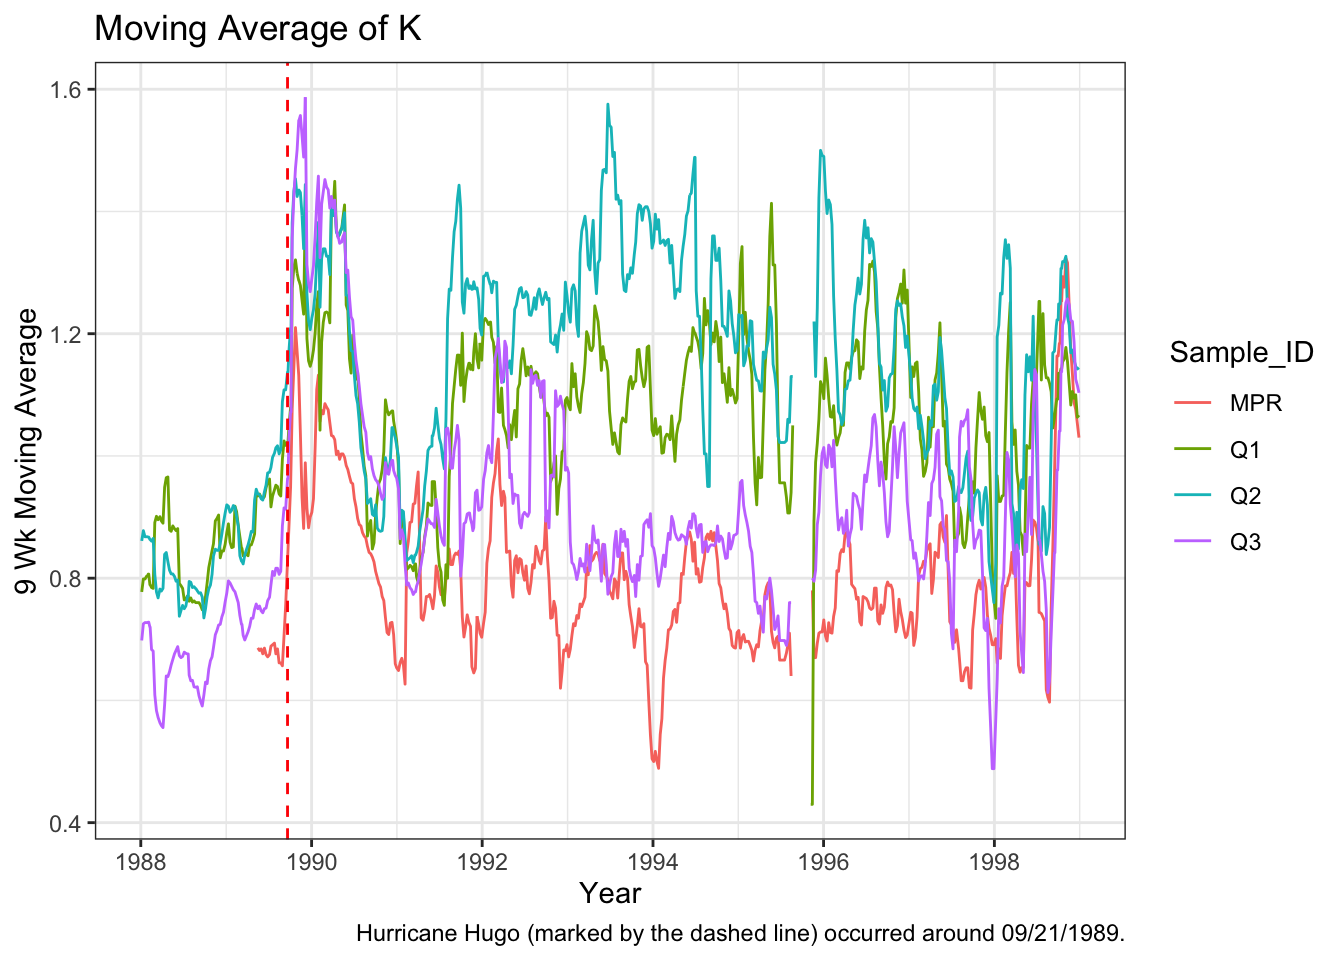 Moving Average of K
1.6
1.2
0.8
0.4
9 Wk Moving Average
1988 1990 1992 1994 1996 1998
Year
Sample_ID
MPR
Q1
Q2
Q3
Hurricane Hugo (marked by the dashed line) occurred around 09/21/1989.